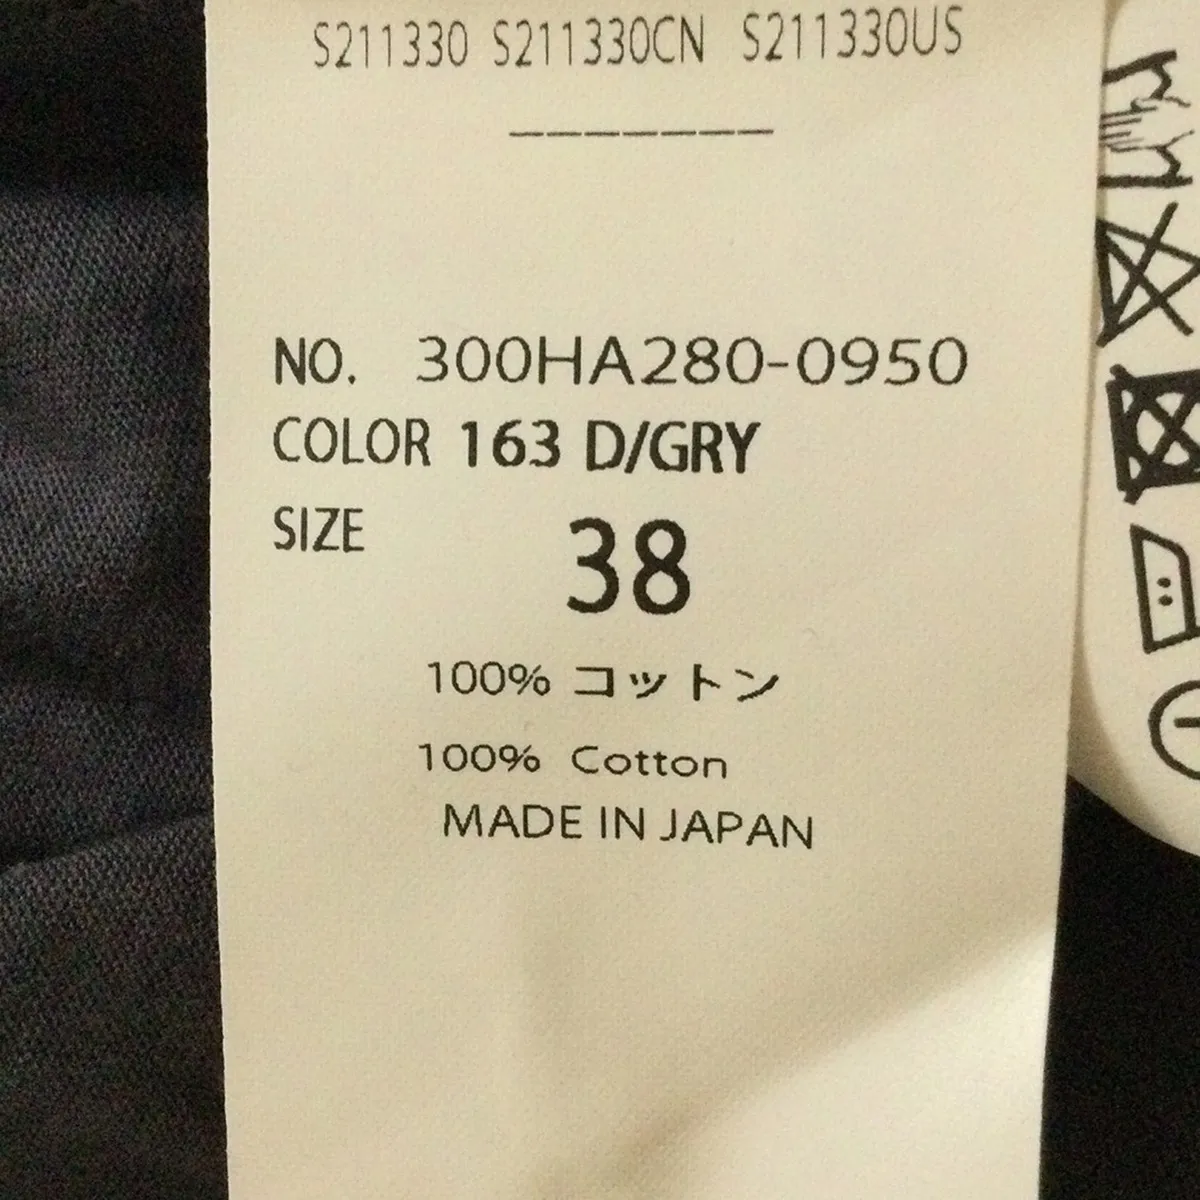 S211330 S211330CN S211330US
-------
NO. 300HA280-0950
COLOR 163 D/GRY
SIZE 38
100% コットン
100% Cotton
MADE IN JAPAN